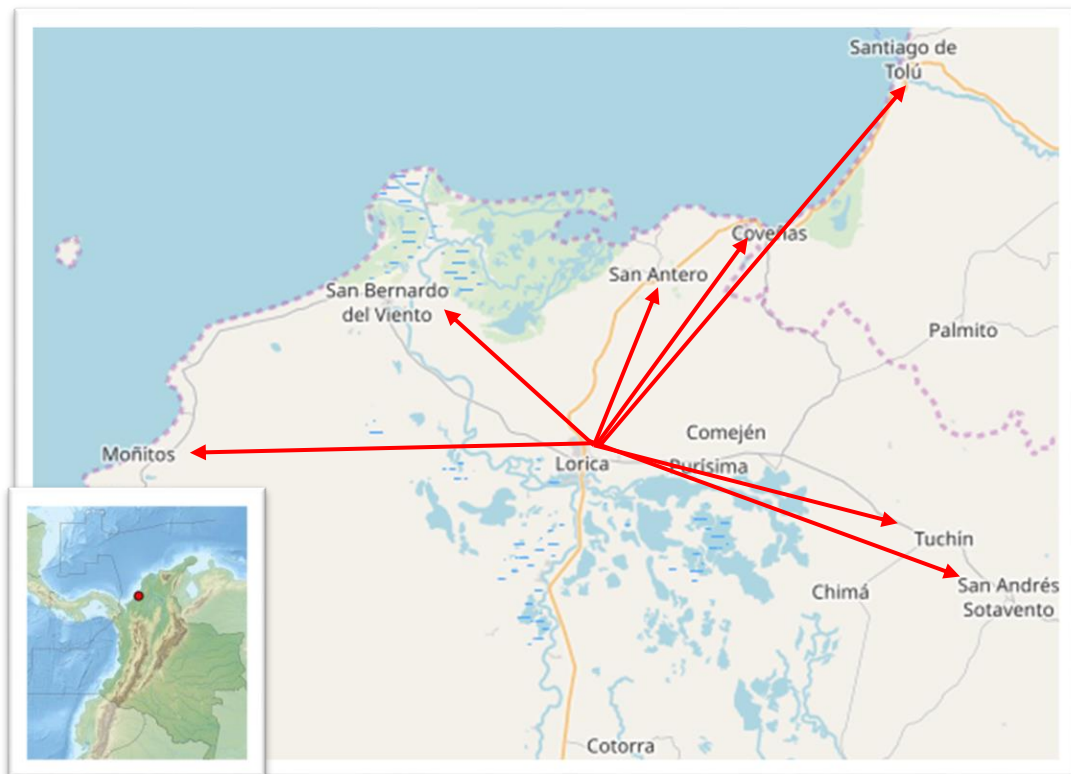 Santiago de
Tolú
Coveñas
San Antero
San Bernardo
del Viento
Palmito
Comején
Moñitos
Lorica
Purísima
Tuchín
Chimá
San Andrés
Sotavento
Cotorra